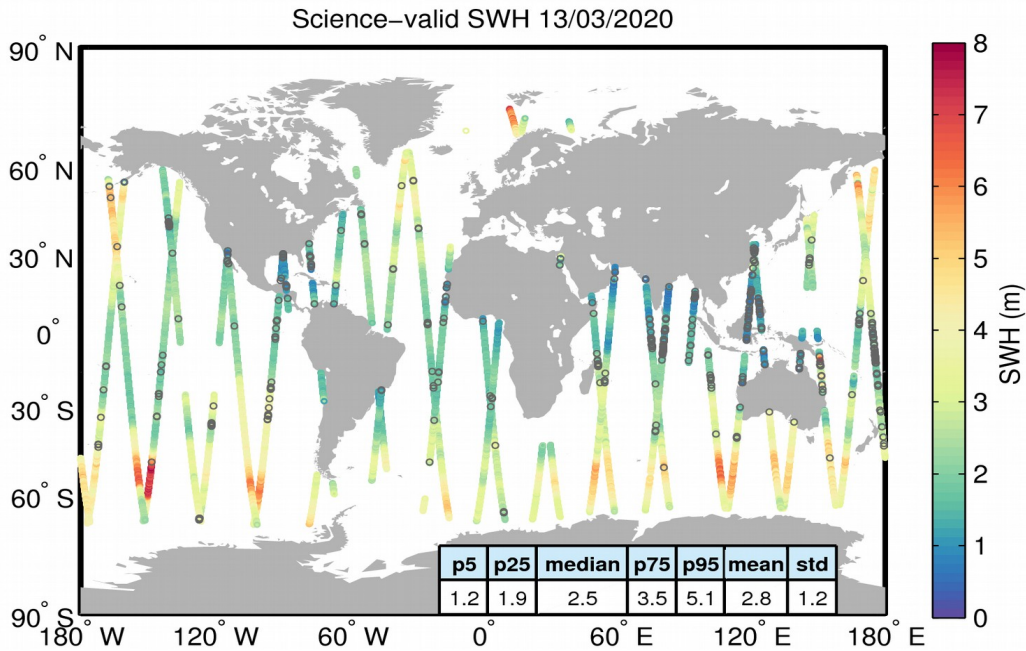 Science−valid SWH 13/03/2020
90° N
60° N
30° N
0°
30° S
60° S
90° S
180° W
120° W
60° W
0°
60° E
120° E
180° E
p5 p25 median p75 p95 mean std
1.2 1.9 2.5 3.5 5.1 2.8 1.2
8
7
6
5
4
3
2
1
0
SWH (m)